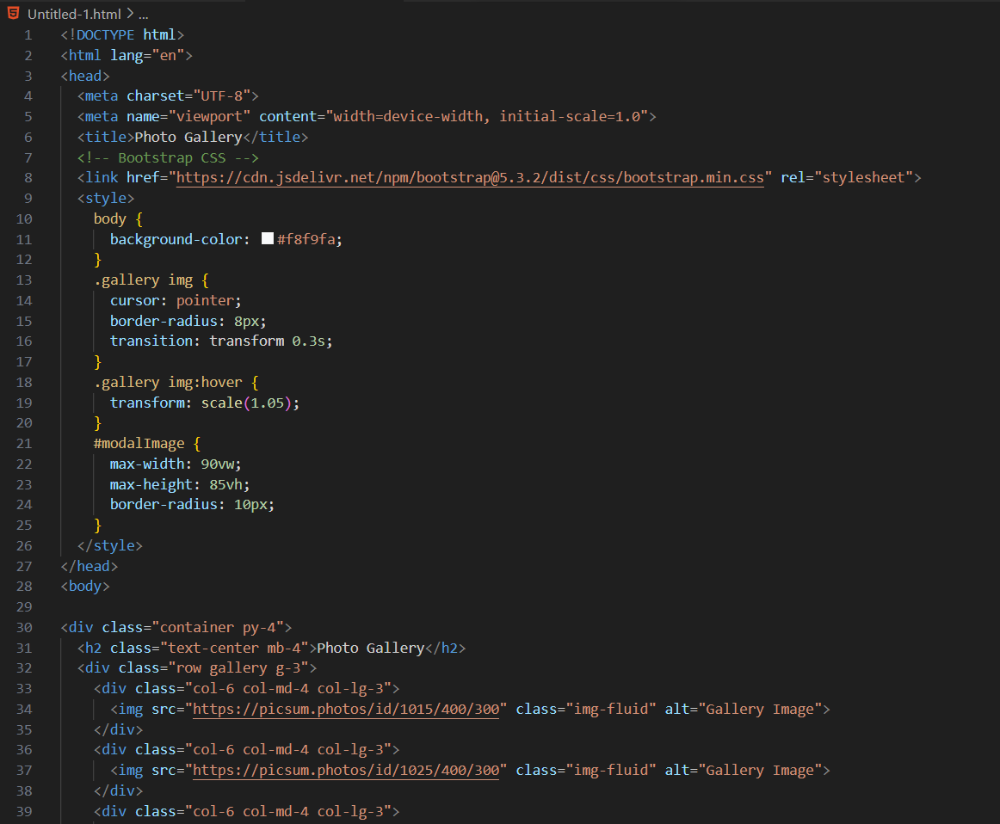 Untitled-1.html > ...
1 <!DOCTYPE html>
2 <html lang="en">
3 <head>
4   <meta charset="UTF-8">
5   <meta name="viewport" content="width=device-width, initial-scale=1.0">
6   <title>Photo Gallery</title>
7   <!-- Bootstrap CSS -->
8   <link href="https://cdn.jsdelivr.net/npm/bootstrap@5.3.2/dist/css/bootstrap.min.css" rel="stylesheet">
9   <style>
10     body {
11       background-color: #f8f9fa;
12     }
13     .gallery img {
14       cursor: pointer;
15       border-radius: 8px;
16       transition: transform 0.3s;
17     }
18     .gallery img:hover {
19       transform: scale(1.05);
20     }
21     #modalImage {
22       max-width: 90vw;
23       max-height: 85vh;
24       border-radius: 10px;
25     }
26   </style>
27 </head>
28 <body>
29
30 <div class="container py-4">
31   <h2 class="text-center mb-4">Photo Gallery</h2>
32   <div class="row gallery g-3">
33     <div class="col-6 col-md-4 col-lg-3">
34       <img src="https://picsum.photos/id/1015/400/300" class="img-fluid" alt="Gallery Image">
35     </div>
36     <div class="col-6 col-md-4 col-lg-3">
37       <img src="https://picsum.photos/id/1025/400/300" class="img-fluid" alt="Gallery Image">
38     </div>
39     <div class="col-6 col-md-4 col-lg-3">